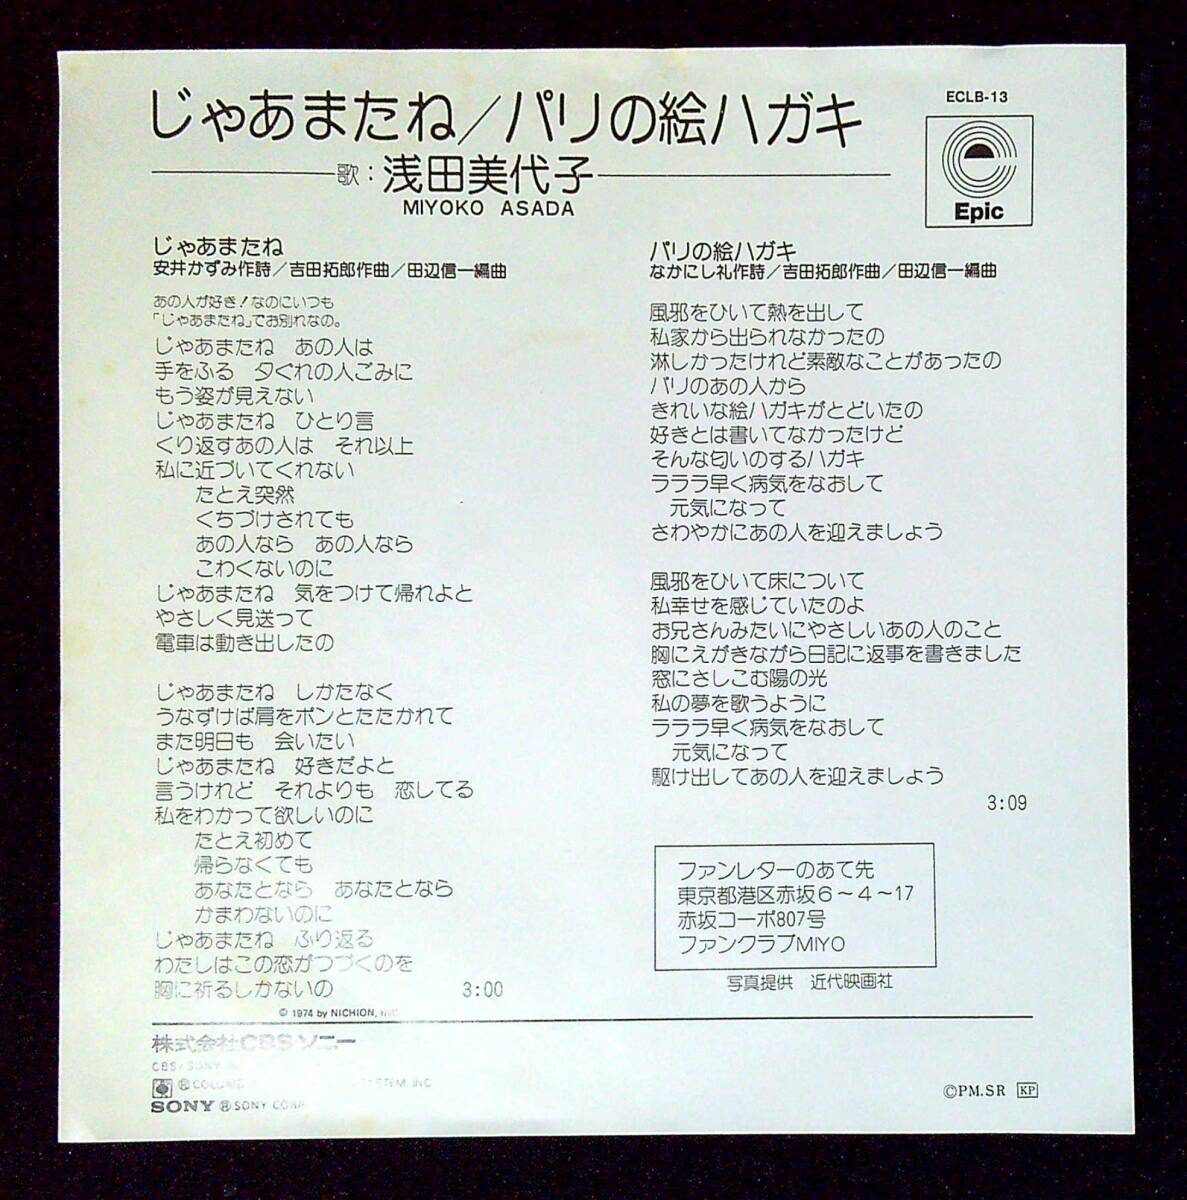 じゃあまたね／パリの絵ハガキ
歌：浅田美代子
MIYOKO ASADA
ECLB-13
Epic
じゃあまたね
安井かずみ作詩／吉田拓郎作曲／田辺信一編曲
あの人が好き！なのにいつも
「じゃあまたね」でお別れなの。
じゃあまたね　あの人は
手をふる　夕ぐれの人ごみに
もう姿が見えない
じゃあまたね　ひとり言
くり返すあの人は　それ以上
私に近づいてくれない
たとえ突然
くちづけされても
あの人なら　あの人なら
こわくないのに
じゃあまたね　気をつけて帰れよと
やさしく見送って
電車は動き出したの
じゃあまたね　しかたなく
うなずけば肩をポンとたたかれて
また明日も　会いたい
じゃあまたね　好きだよと
言うけれど　それよりも　恋してる
私をわかって欲しいのに
たとえ初めて
帰らなくても
あなたとなら　あなたとなら
かまわないのに
じゃあまたね　ふり返る
わたしはこの恋がつづくのを
胸に祈るしかないの
3:00
© 1974 by NICHION, INC.
パリの絵ハガキ
なかにし礼作詩／吉田拓郎作曲／田辺信一編曲
風邪をひいて熱を出して
私家から出られなかったの
淋しかったけれど素敵なことがあったの
パリのあの人から
きれいな絵ハガキがとどいたの
好きとは書いてなかったけど
そんな匂いのするハガキ
ラララ早く病気をなおして
元気になって
さわやかにあの人を迎えましょう
風邪をひいて床について
私幸せを感じていたのよ
お兄さんみたいにやさしいあの人のこと
胸にえがきながら日記に返事を書きました
窓にさしこむ陽の光
私の夢を歌うように
ラララ早く病気をなおして
元気になって
駆け出してあの人を迎えましょう
3:09
ファンレターのあて先
東京都港区赤坂6〜4〜17
赤坂コーポ807号
ファンクラブMIYO
写真提供　近代映画社
株式会社CBS・ソニー
CBS/SONY
Ⓡ COLUMB SYSTEM INC
SONY Ⓡ SONY CORP
©PM.SR KP